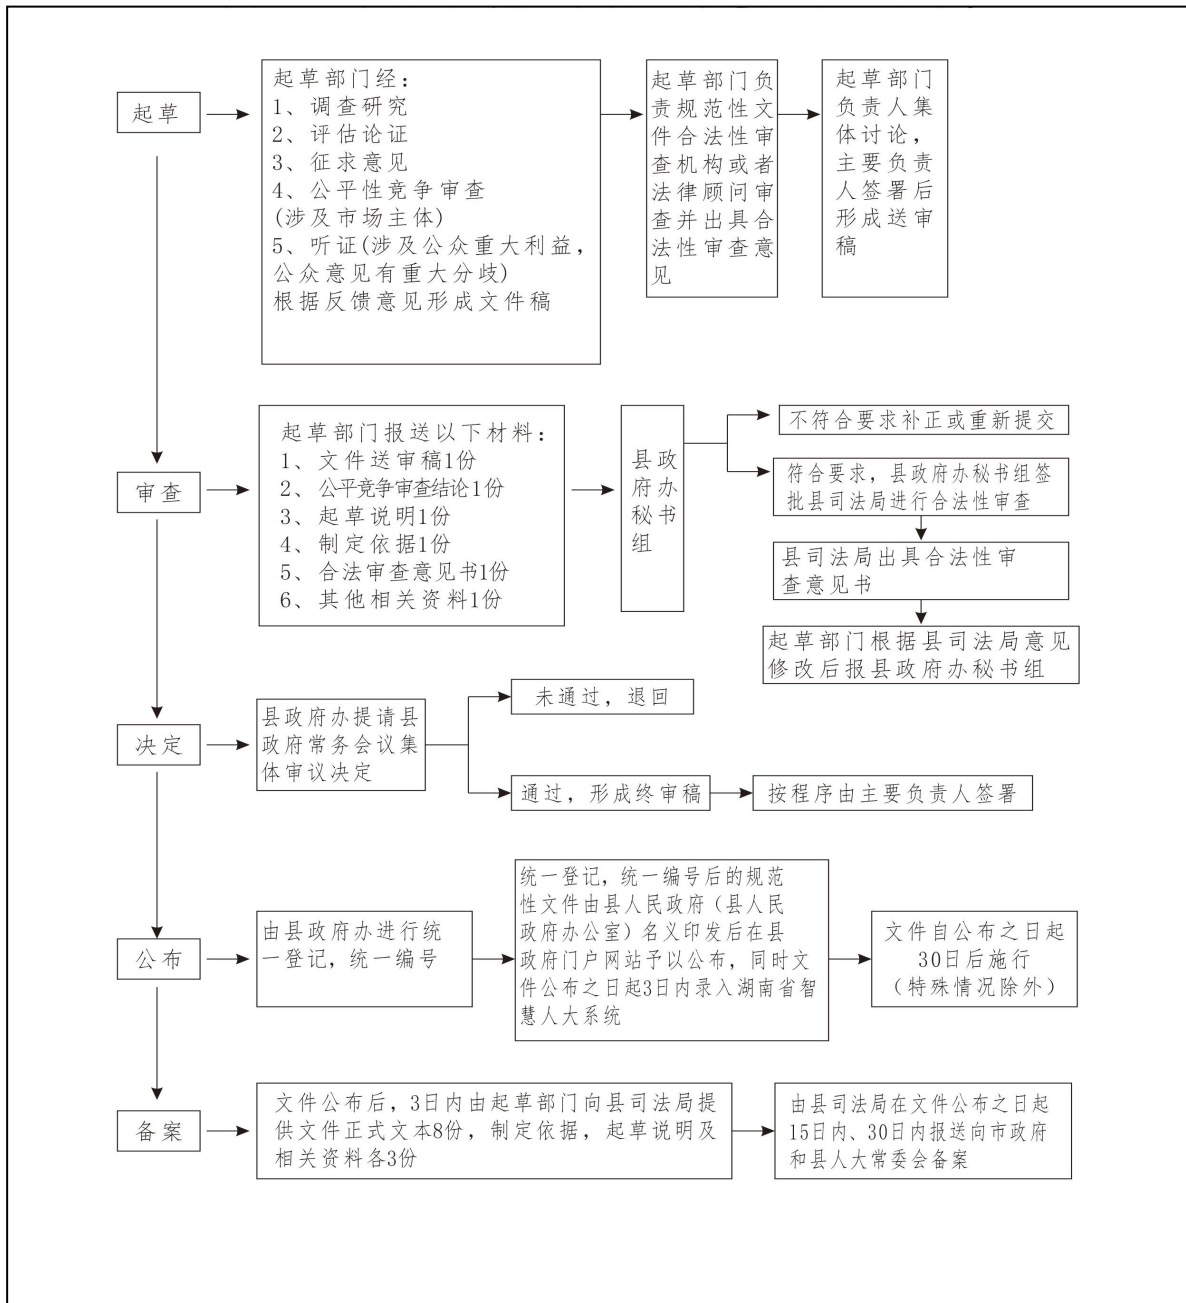 起草
起草部门经：
1、调查研究
2、评估论证
3、征求意见
4、公平性竞争审查
(涉及市场主体)
5、听证(涉及公众重大利益，
公众意见有重大分歧)
根据反馈意见形成文件稿
起草部门负
责规范性文
件合法性审
查机构或者
法律顾问审
查并出具合
法性审查意
见
起草部门
负责人集
体讨论，
主要负责
人签署后
形成送审
稿
审查
起草部门报送以下材料：
1、文件送审稿1份
2、公平竞争审查结论1份
3、起草说明1份
4、制定依据1份
5、合法审查意见书1份
6、其他相关资料1份
县政
府办
秘书
组
不符合要求补正或重新提交
符合要求，县政府办秘书组签
批县司法局进行合法性审查
县司法局出具合法性审
查意见书
起草部门根据县司法局意见
修改后报县政府办秘书组
决定
县政府办提请县
政府常务会议集
体审议决定
未通过，退回
通过，形成终审稿
按程序由主要负责人签署
公布
由县政府办进行统
一登记，统一编号
统一登记，统一编号后的规范
性文件由县人民政府（县人民
政府办公室）名义印发后在县
政府门户网站予以公布，同时文
件公布之日起3日内录入湖南省智
慧人大系统
文件自公布之日起
30日后施行
（特殊情况除外）
备案
文件公布后，3日内由起草部门向县司法局提
供文件正式文本8份，制定依据，起草说明及
相关资料各3份
由县司法局在文件公布之日起
15日内、30日内报送向市政府
和县人大常委会备案